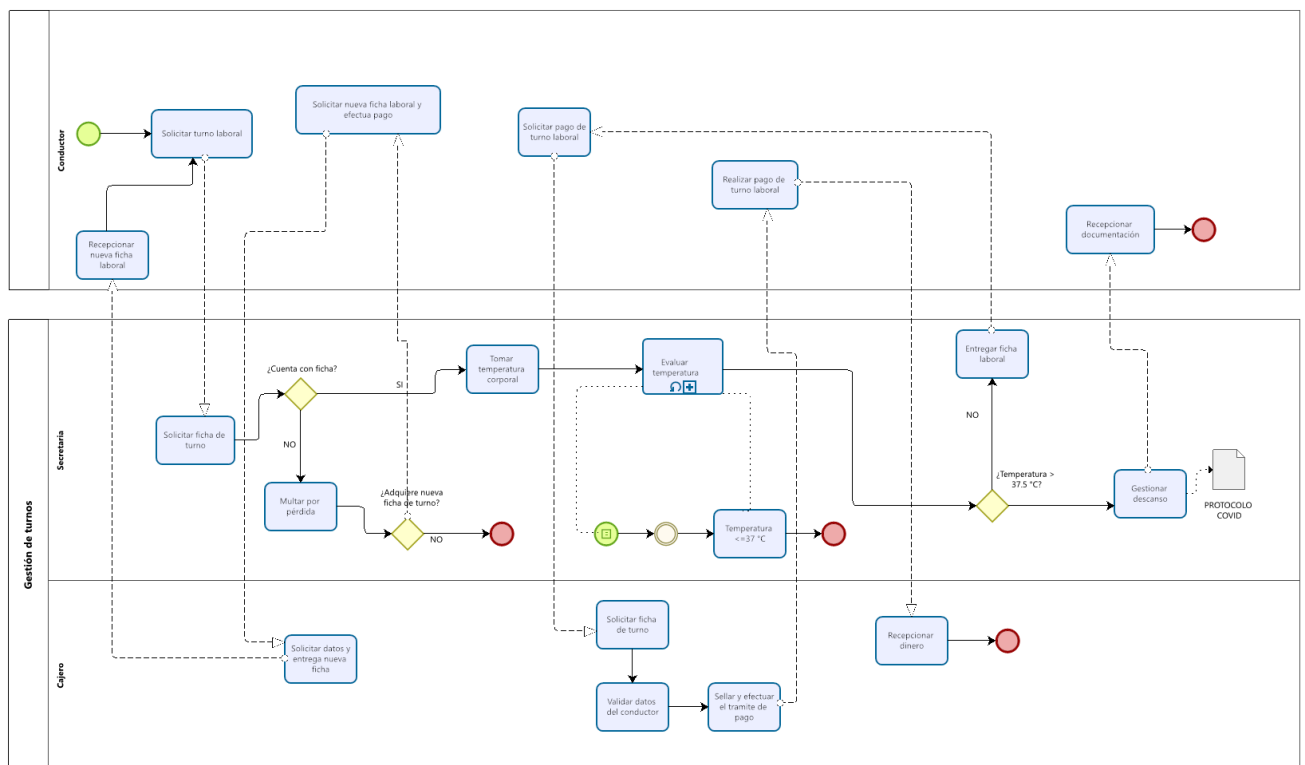 Conductor
Solicitar turno laboral
Solicitar nueva ficha laboral y
efectua pago
Solicitar pago de
turno laboral
Realizar pago de
turno laboral
Recepcionar
documentación
Recepcionar
nueva ficha
laboral
Gestión de turnos
Secretaria
¿Cuenta con ficha?
SI
NO
Solicitar ficha de
turno
Tomar
temperatura
corporal
Evaluar
temperatura
Entregar ficha
laboral
NO
¿Temperatura >
37.5 °C?
Gestionar
descanso
PROTOCOLO
COVID
Multar por
pérdida
¿Adquiere nueva
ficha de turno?
NO
Temperatura
<=37 °C
Cajero
Solicitar datos y
entrega nueva
ficha
Solicitar ficha
de turno
Validar datos
del conductor
Sellar y efectuar
el tramite de
pago
Recepcionar
dinero